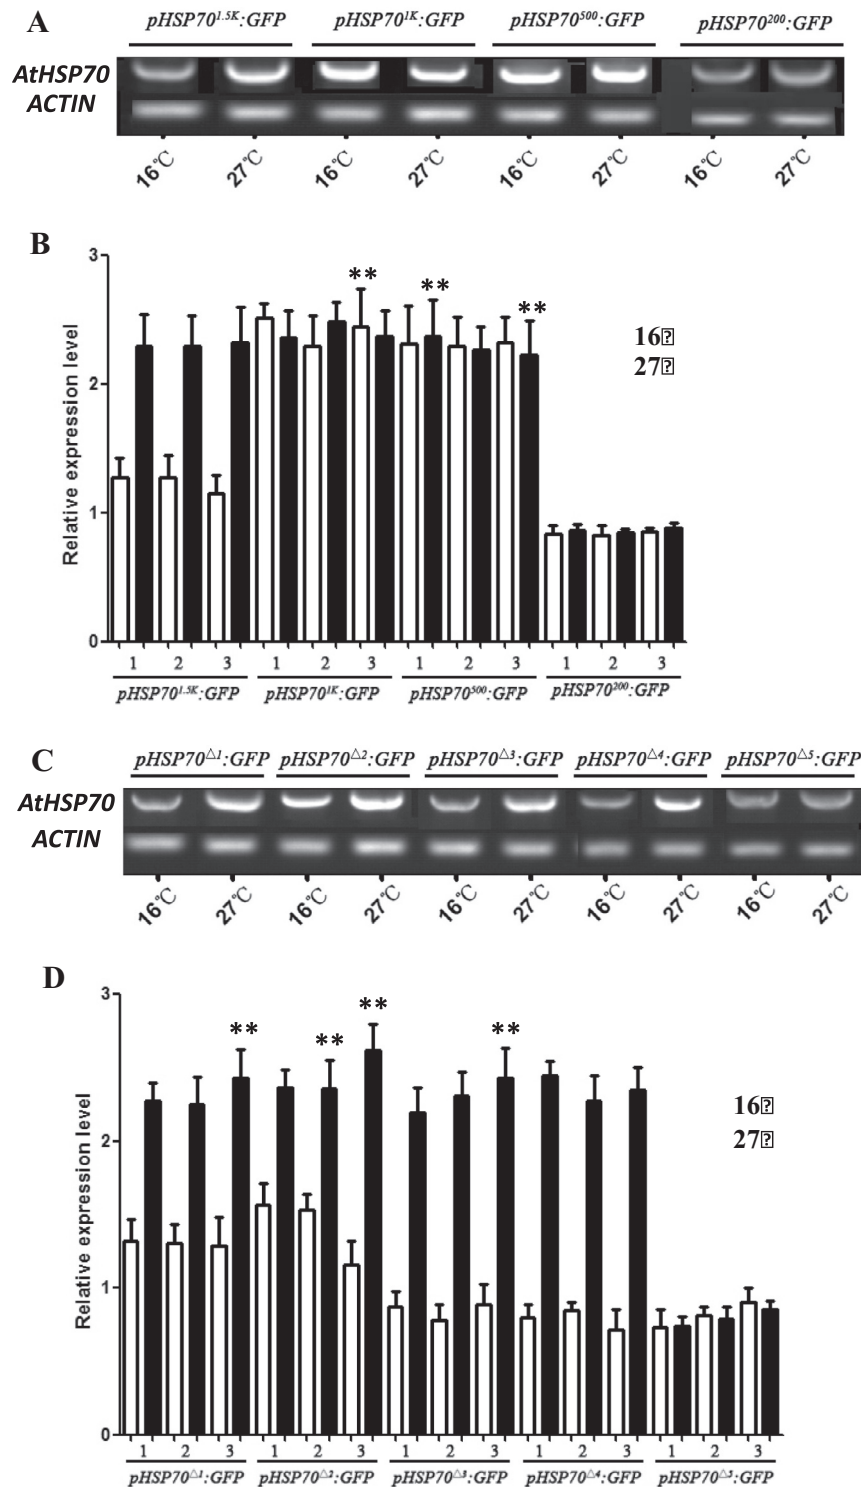 A
pHSP70^1.5K:GFP pHSP70^1K:GFP pHSP70^500:GFP pHSP70^200:GFP
AtHSP70
ACTIN
16℃ 27℃ 16℃ 27℃ 16℃ 27℃ 16℃ 27℃
B
3
** ** **
16⍰
27⍰
2
Relative expression level
1
0
1 2 3 1 2 3 1 2 3 1 2 3
pHSP70^1.5K:GFP pHSP70^1K:GFP pHSP70^500:GFP pHSP70^200:GFP
C
pHSP70^△1:GFP pHSP70^△2:GFP pHSP70^△3:GFP pHSP70^△4:GFP pHSP70^△5:GFP
AtHSP70
ACTIN
16℃ 27℃ 16℃ 27℃ 16℃ 27℃ 16℃ 27℃ 16℃ 27℃
D
3
** ** ** **
16⍰
27⍰
2
Relative expression level
1
0
1 2 3 1 2 3 1 2 3 1 2 3 1 2 3
pHSP70^△1:GFP pHSP70^△2:GFP pHSP70^△3:GFP pHSP70^△4:GFP pHSP70^△5:GFP